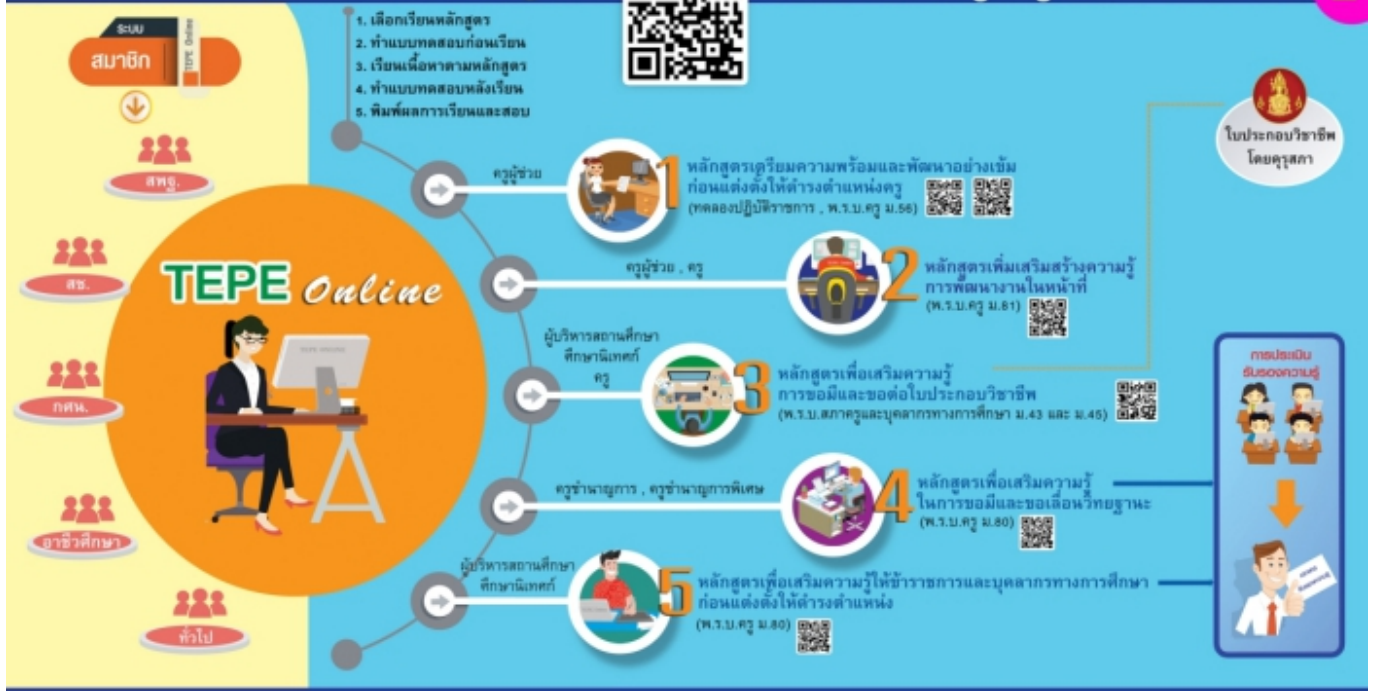 ระบบ
สมาชิก
TEPE Online
สพฐ.
สช.
กศน.
อาชีวศึกษา
ทั่วไป
TEPE Online
1. เลือกเรียนหลักสูตร
2. ทำแบบทดสอบก่อนเรียน
3. เรียนเนื้อหาตามหลักสูตร
4. ทำแบบทดสอบหลังเรียน
5. พิมพ์ผลการเรียนและสอบ
ครูผู้ช่วย
1
หลักสูตรเตรียมความพร้อมและพัฒนาอย่างเข้ม
ก่อนแต่งตั้งให้ดำรงตำแหน่งครู
(ทดลองปฏิบัติราชการ , พ.ร.บ.ครู ม.56)
ครูผู้ช่วย , ครู
2
หลักสูตรเพิ่มเสริมสร้างความรู้
การพัฒนางานในหน้าที่
(พ.ร.บ.ครู ม.81)
ผู้บริหารสถานศึกษา
ศึกษานิเทศก์
ครู
3
หลักสูตรเพื่อเสริมความรู้
การขอมีและขอต่อใบประกอบวิชาชีพ
(พ.ร.บ.สภาครูและบุคลากรทางการศึกษา ม.43 และ ม.45)
ครูชำนาญการ , ครูชำนาญการพิเศษ
4
หลักสูตรเพื่อเสริมความรู้
ในการขอมีและขอเลื่อนวิทยฐานะ
(พ.ร.บ.ครู ม.80)
ผู้บริหารสถานศึกษา
ศึกษานิเทศก์
5
หลักสูตรเพื่อเสริมความรู้ให้ข้าราชการและบุคลากรทางการศึกษา
ก่อนแต่งตั้งให้ดำรงตำแหน่ง
(พ.ร.บ.ครู ม.80)
ใบประกอบวิชาชีพ
โดยคุรุสภา
การประเมิน
รับรองความรู้